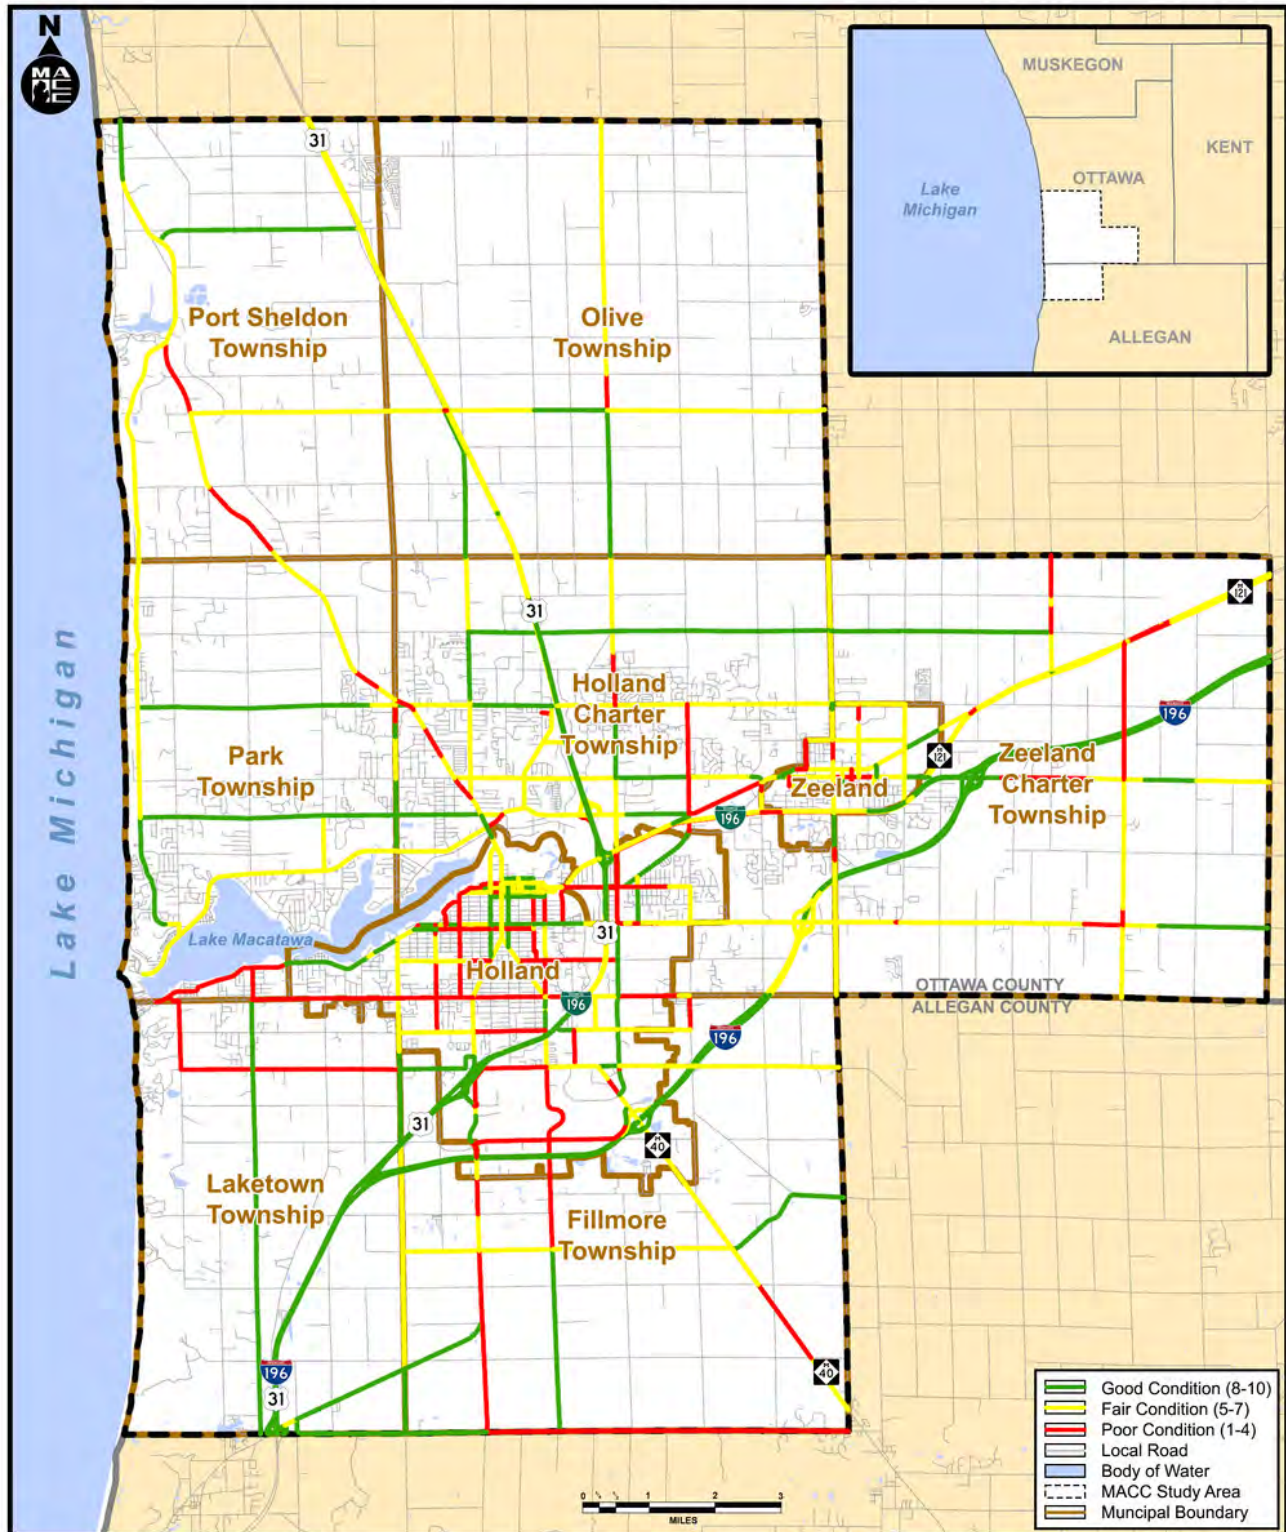 N
MA
CC
MUSKEGON
KENT
OTTAWA
Lake
Michigan
ALLEGAN
31
Port Sheldon
Township
Olive
Township
31
M
121
Holland
Charter
Township
196
Park
Township
M
121
Zeeland
Charter
Township
Zeeland
196
Lake Michigan
31
Lake Macatawa
Holland
OTTAWA COUNTY
ALLEGAN COUNTY
196
196
31
M
40
Laketown
Township
Fillmore
Township
196
31
M
40
Good Condition (8-10)
Fair Condition (5-7)
Poor Condition (1-4)
Local Road
Body of Water
MACC Study Area
Muncipal Boundary
0 1 2 3
MILES